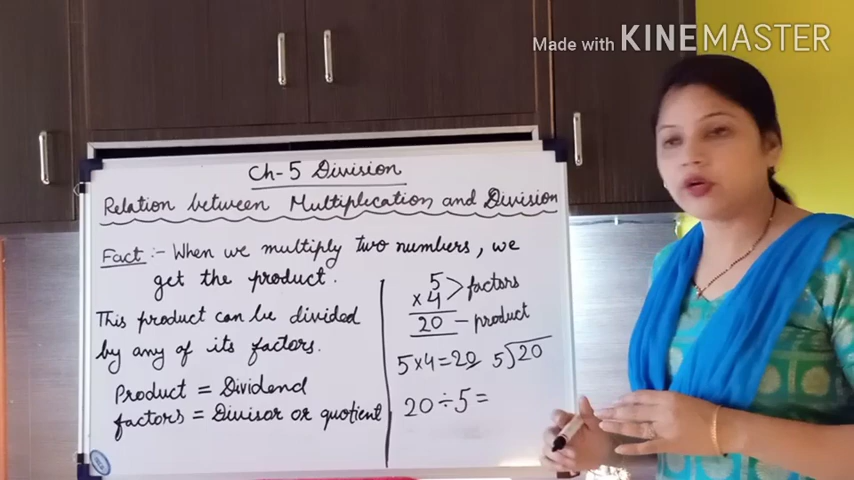 Made with KINEMASTER
Ch-5 Division
Relation between Multiplication and Division
Fact :- When we multiply two numbers, we
get the product.
This product can be divided
by any of its factors.
Product = Dividend
factors = Divisor or quotient
5
x 4 > factors
20 - product
5x4=20 5)20
20÷5=